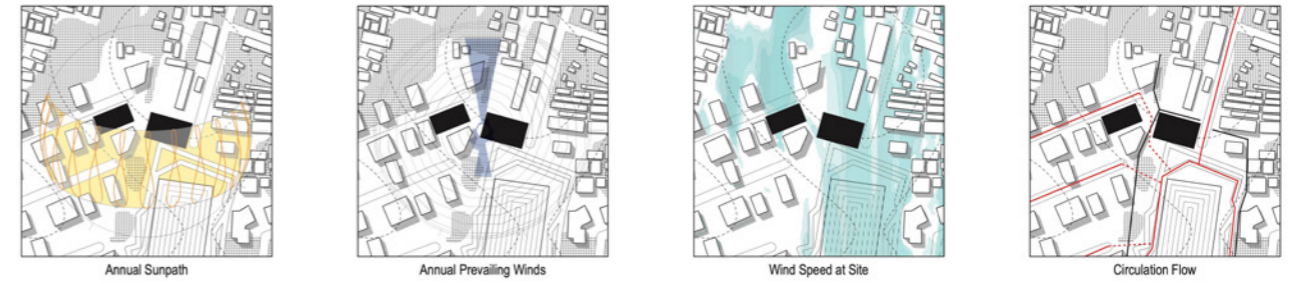 Annual Sunpath
Annual Prevailing Winds
Wind Speed at Site
Circulation Flow